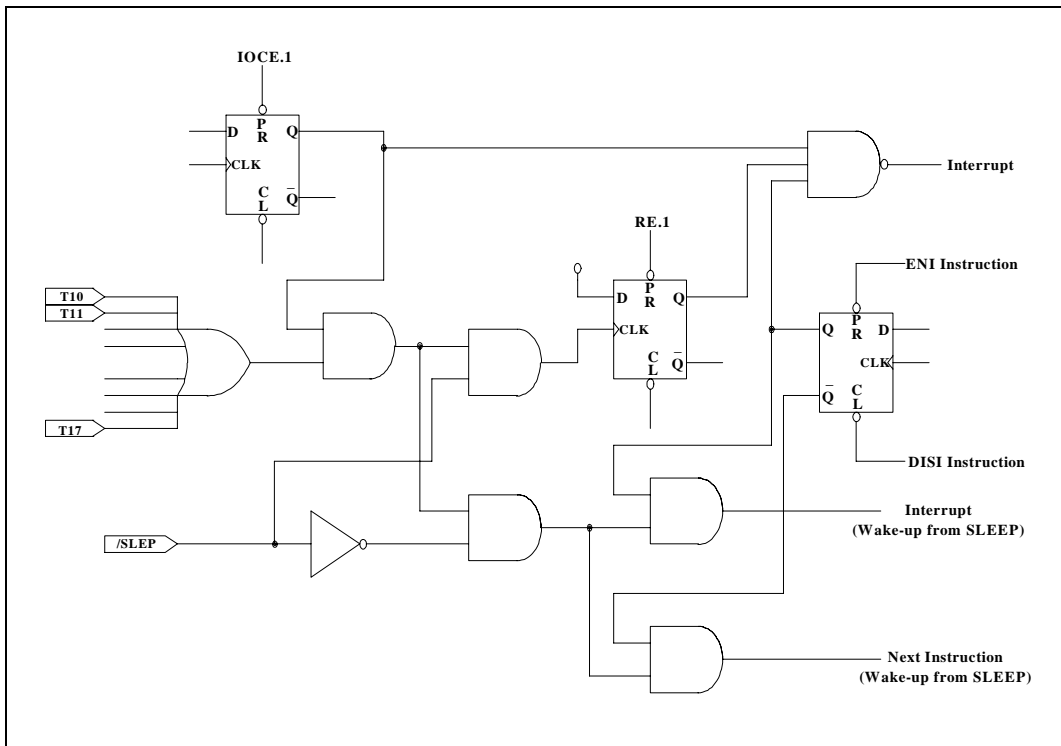 IOCE.1
D
P
R
Q
CLK
C
L
Q̅
Interrupt
RE.1
D
P
R
Q
CLK
C
L
Q̅
ENI Instruction
Q
P
R
D
CLK
Q̅
C
L
DISI Instruction
T10
T11
T17
/SLEP
Interrupt
(Wake-up from SLEEP)
Next Instruction
(Wake-up from SLEEP)